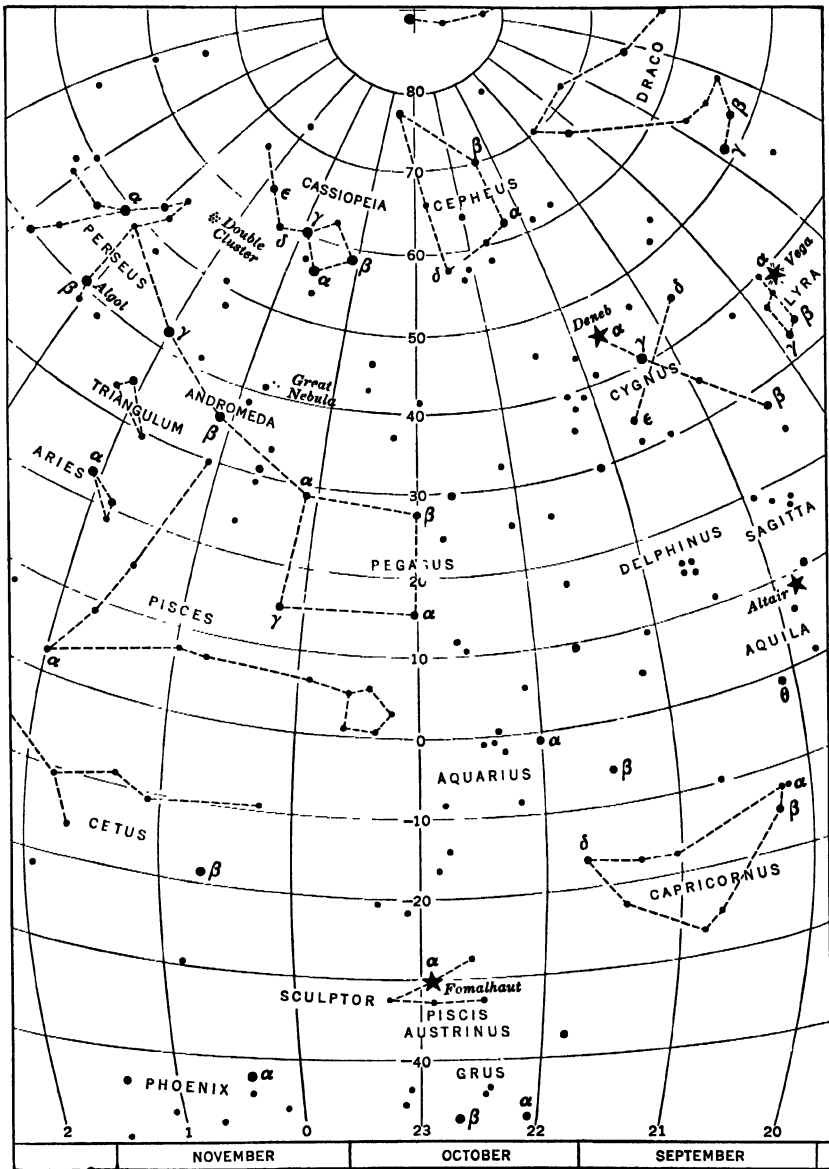 80
DRACO
β
γ
70
β
CEPHEUS
CASSIOPEIA
ε
α
PERSEUS
Double
Cluster
δ
γ
α
β
60
α
δ
α
Vega
LYRA
β
γ
β
Algol
γ
50
Deneb
α
γ
δ
CYGNUS
ε
β
TRIANGULUM
ANDROMEDA
Great
Nebula
β
40
ARIES
α
α
30
β
SAGITTA
DELPHINUS
PEGASUS
20
Altair
AQUILA
PISCES
γ
α
α
10
θ
0
α
AQUARIUS
β
CETUS
-10
α
β
δ
CAPRICORNUS
β
-20
α
Fomalhaut
SCULPTOR
PISCIS
AUSTRINUS
-40
PHOENIX
α
GRUS
β
α
2 1 0 23 22 21 20
NOVEMBER OCTOBER SEPTEMBER